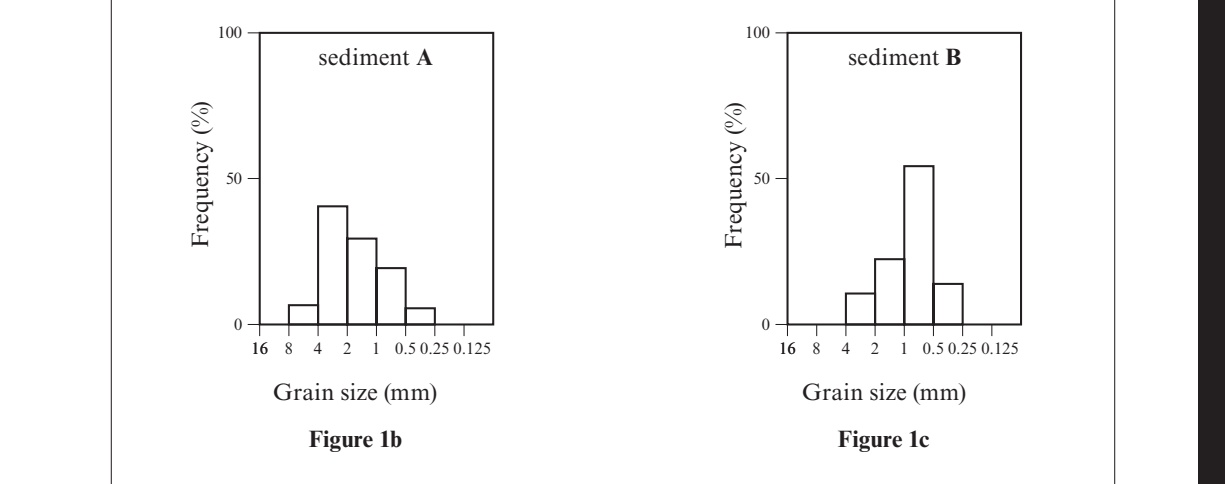 100
sediment A
Frequency (%)
50
0
16 8 4 2 1 0.5 0.25 0.125
Grain size (mm)
Figure 1b
100
sediment B
Frequency (%)
50
0
16 8 4 2 1 0.5 0.25 0.125
Grain size (mm)
Figure 1c